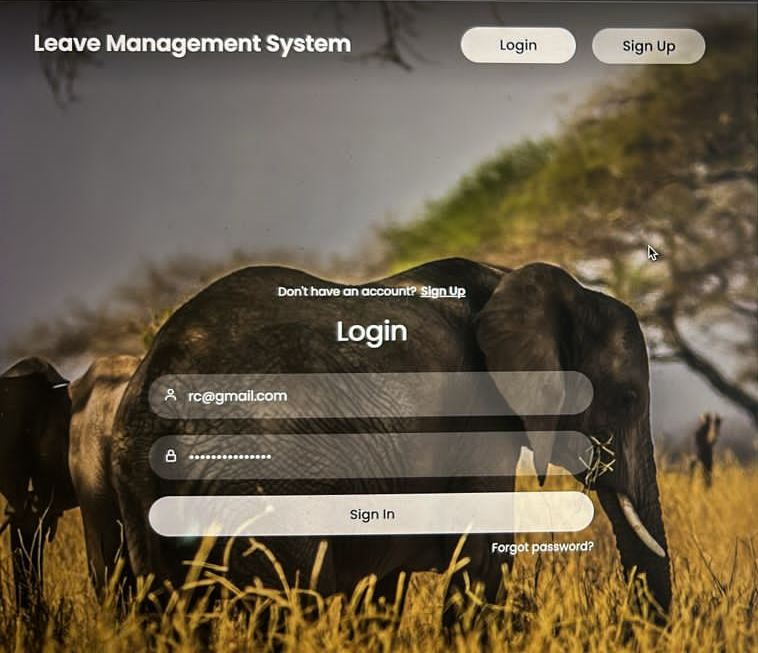 Leave Management System
Login
Sign Up
Don't have an account? Sign Up
Login
rc@gmail.com
Sign In
Forgot password?